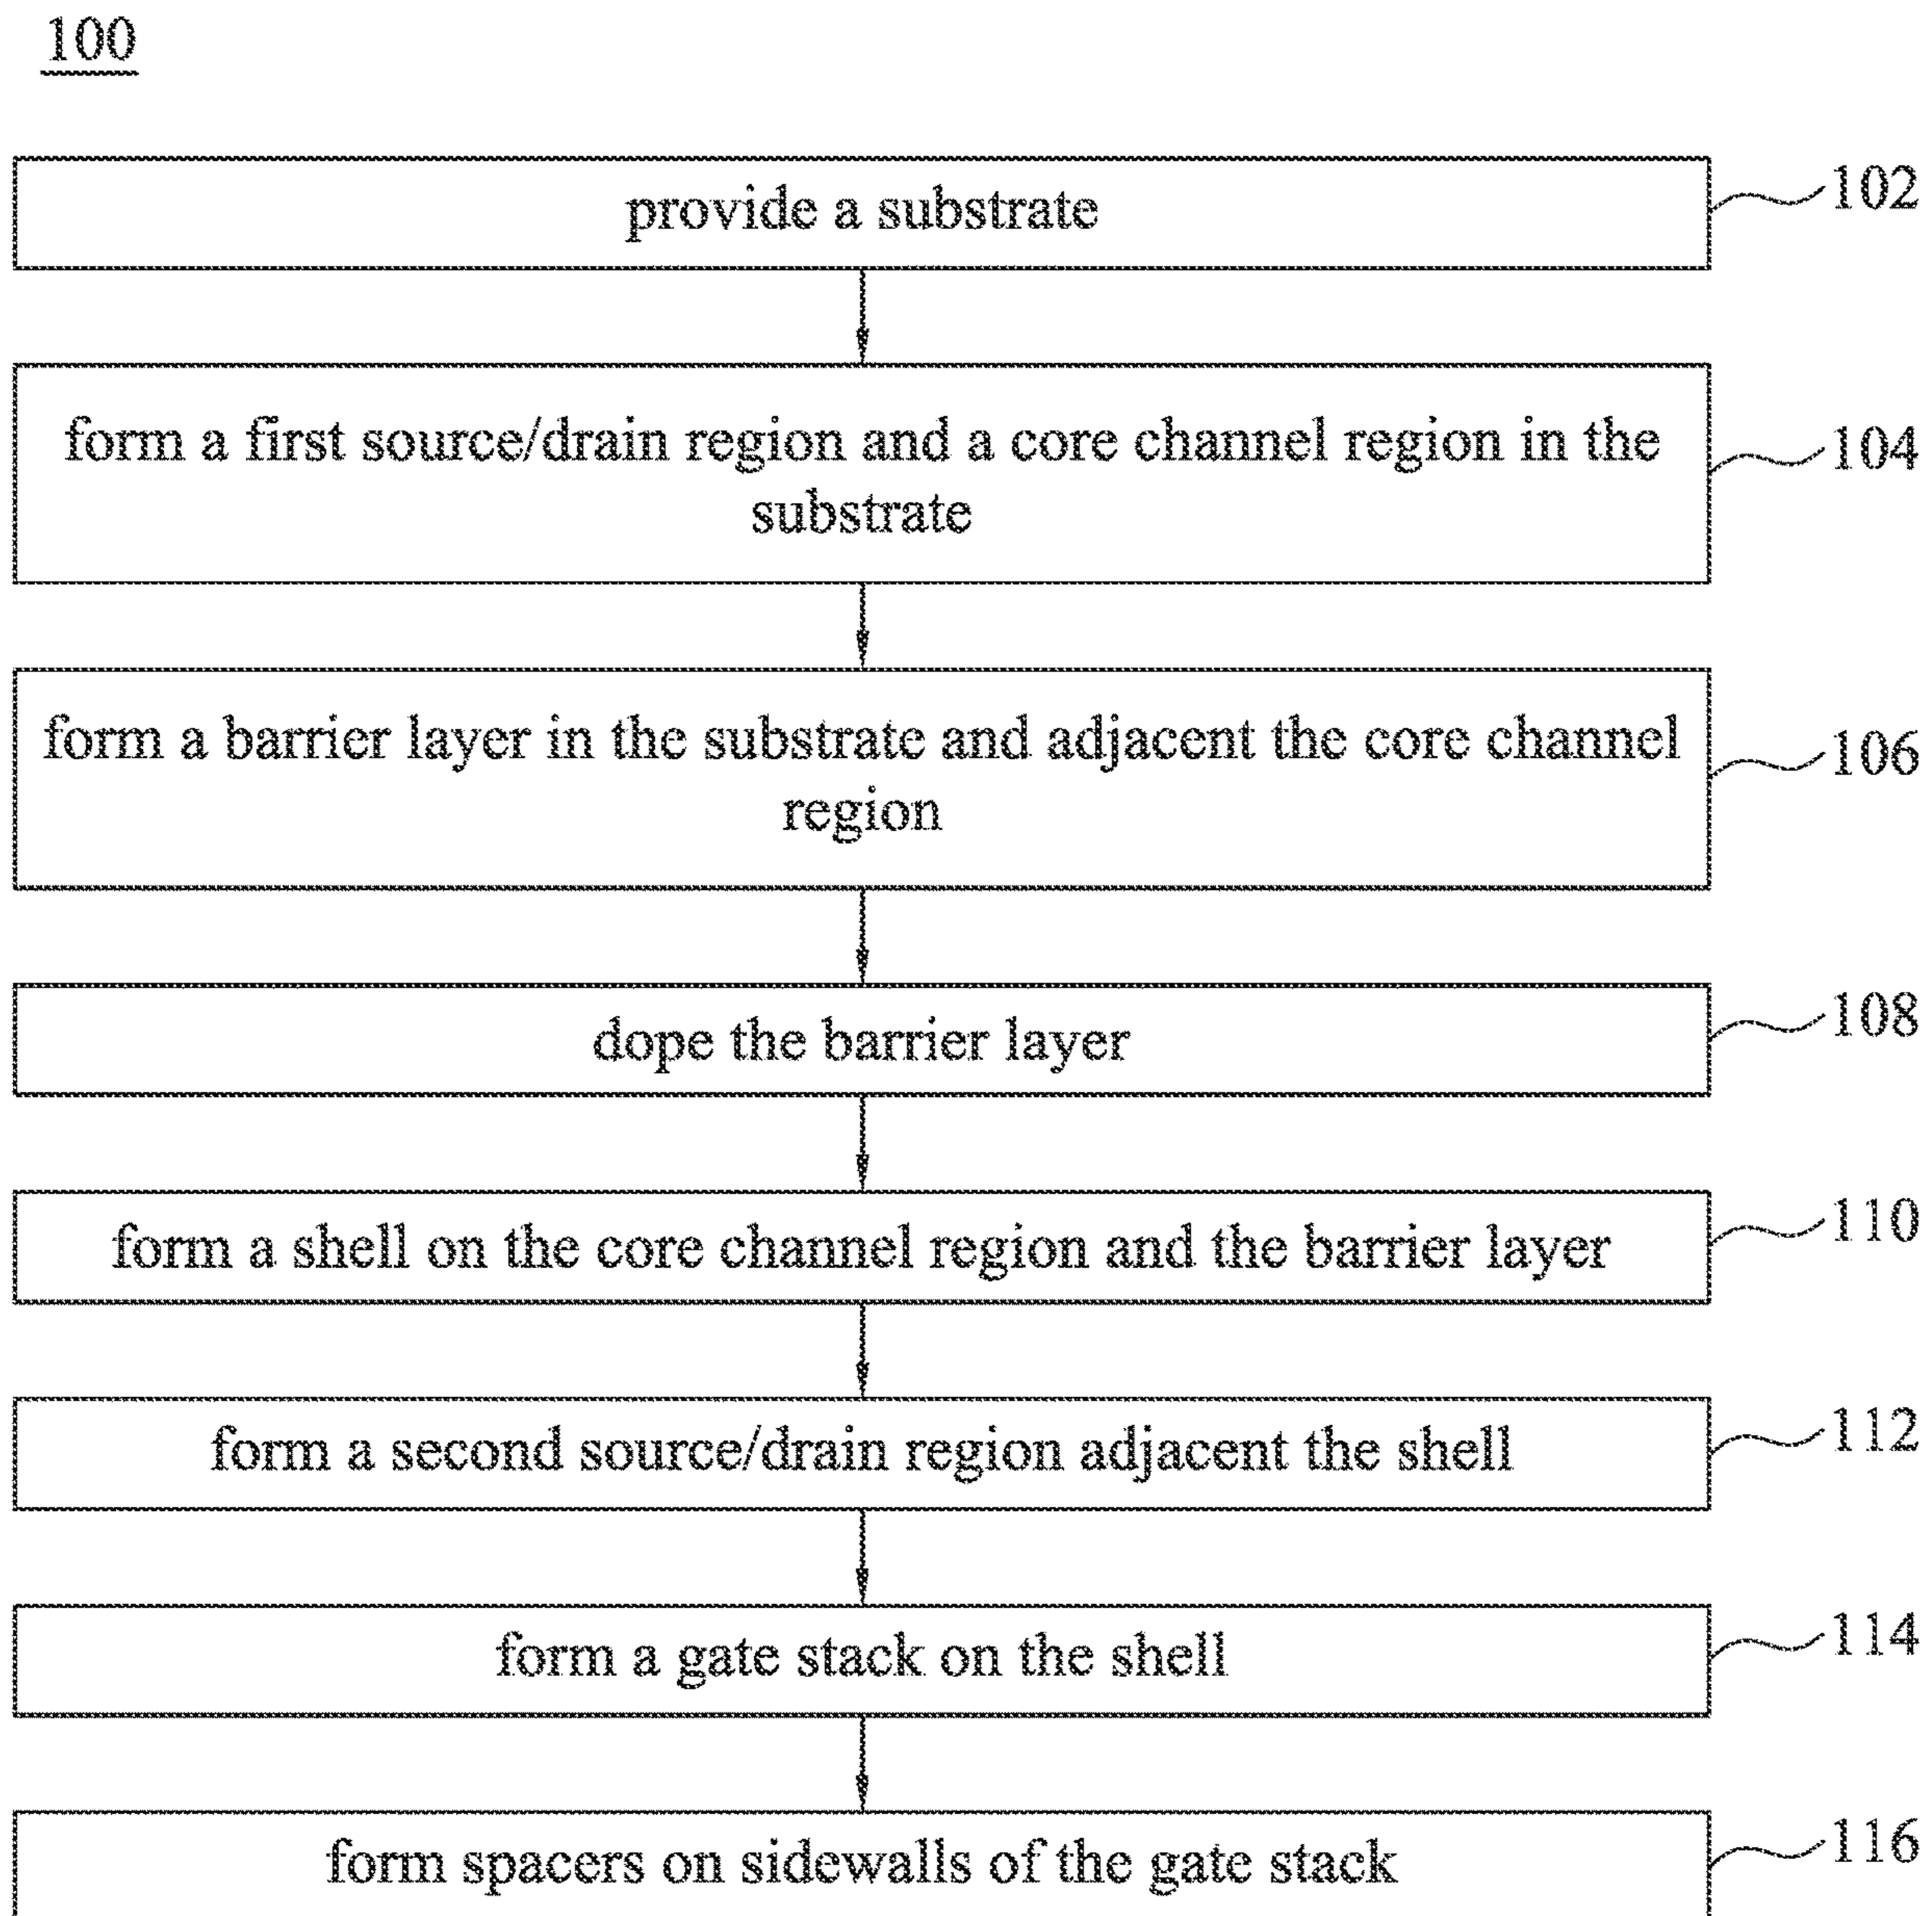 100
provide a substrate
102
form a first source/drain region and a core channel region in the
substrate
104
form a barrier layer in the substrate and adjacent the core channel
region
106
dope the barrier layer
108
form a shell on the core channel region and the barrier layer
110
form a second source/drain region adjacent the shell
112
form a gate stack on the shell
114
form spacers on sidewalls of the gate stack
116